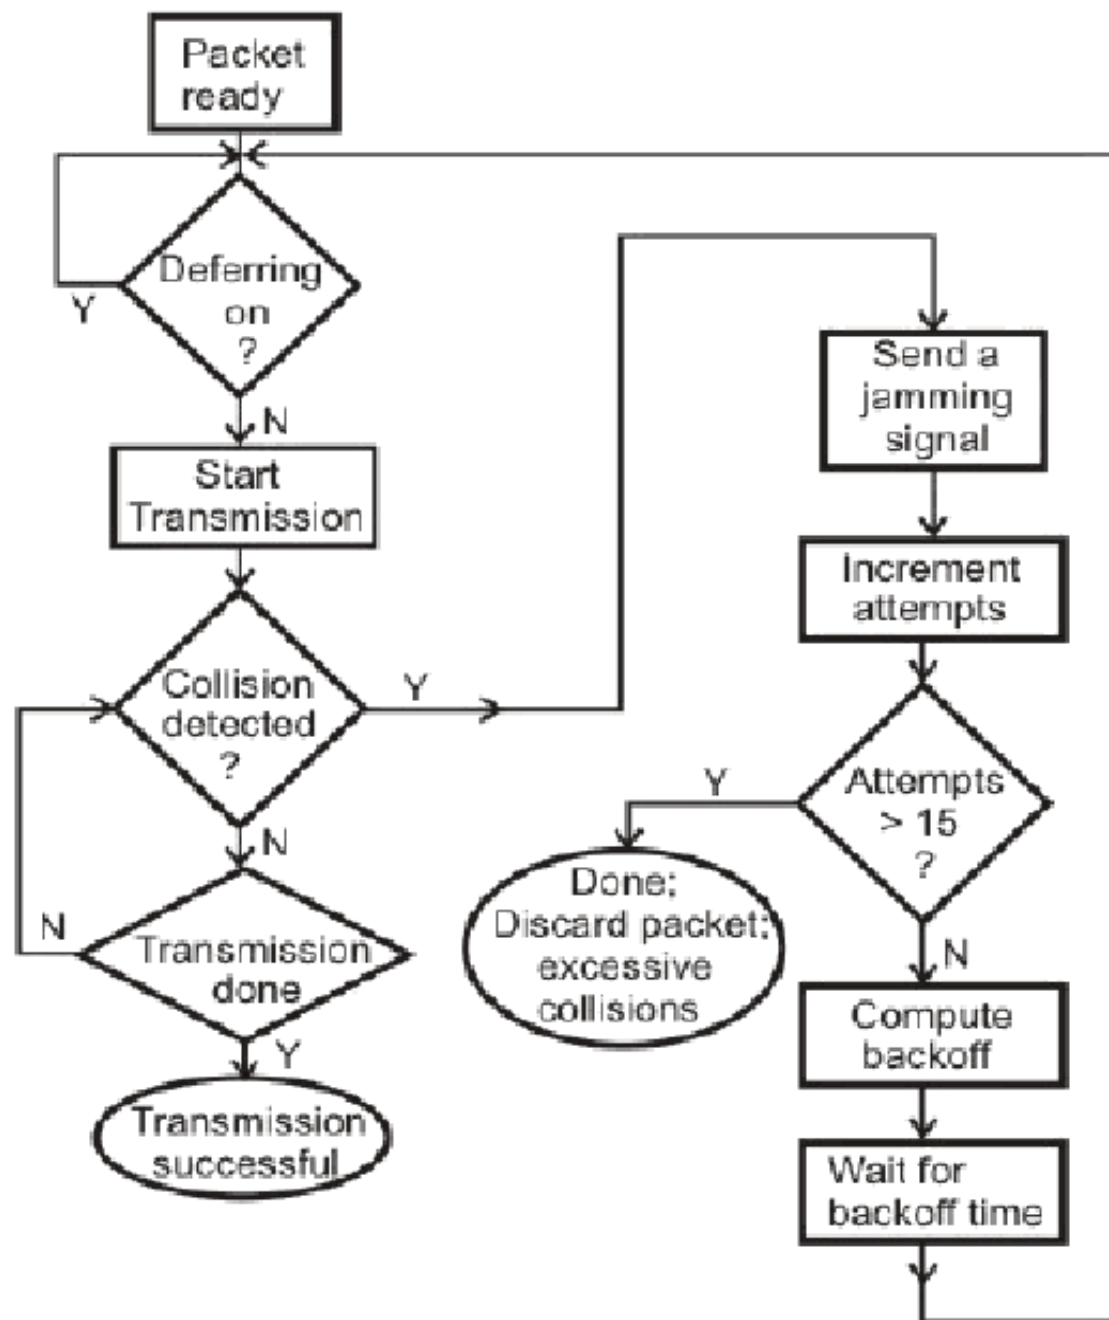 Packet
ready
Deferring
on
?
Y
N
Start
Transmission
Collision
detected
?
Y
N
Transmission
done
N
Y
Transmission
successful
Send a
jamming
signal
Increment
attempts
Attempts
> 15
?
Y
Done;
Discard packet;
excessive
collisions
N
Compute
backoff
Wait for
backoff time